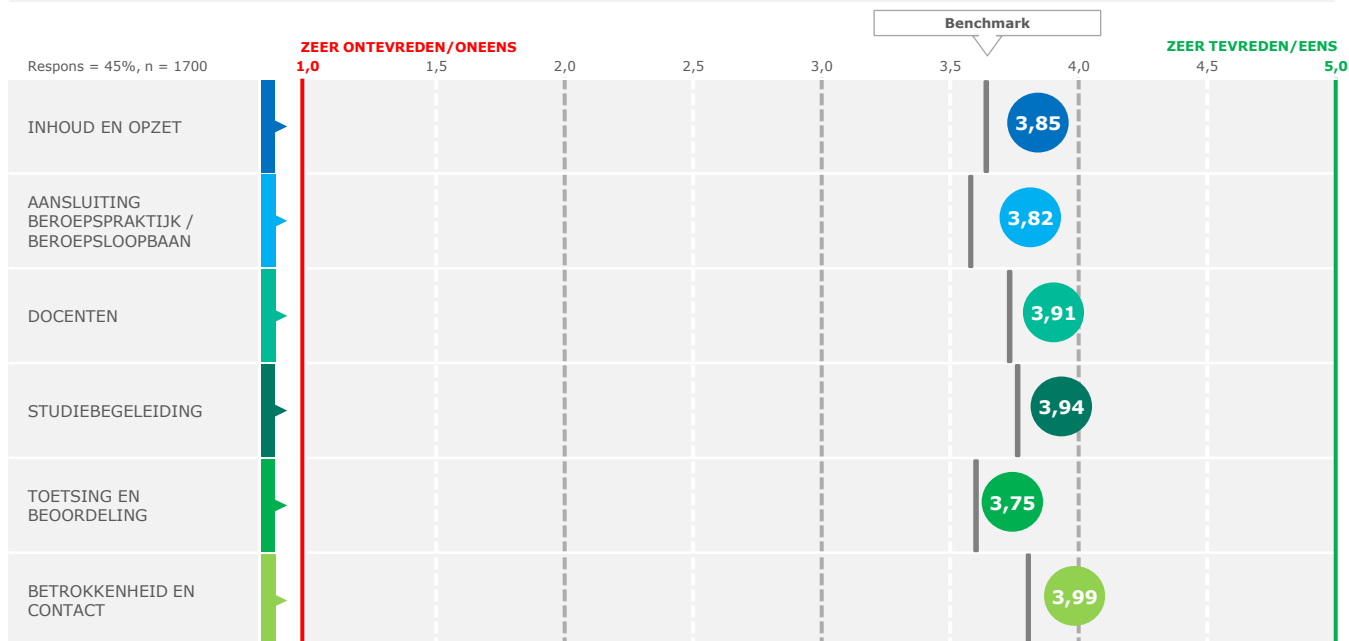 Benchmark
ZEER ONTEVREDEN/ONEENS
ZEER TEVREDEN/EENS
Respons = 45%, n = 1700
1,0 1,5 2,0 2,5 3,0 3,5 4,0 4,5 5,0
INHOUD EN OPZET
3,85
AANSLUITING
BEROEPSPRAKTIJK /
BEROEPSLOOPBAAN
3,82
DOCENTEN
3,91
STUDIEBEGELEIDING
3,94
TOETSING EN
BEOORDELING
3,75
BETROKKENHEID EN
CONTACT
3,99